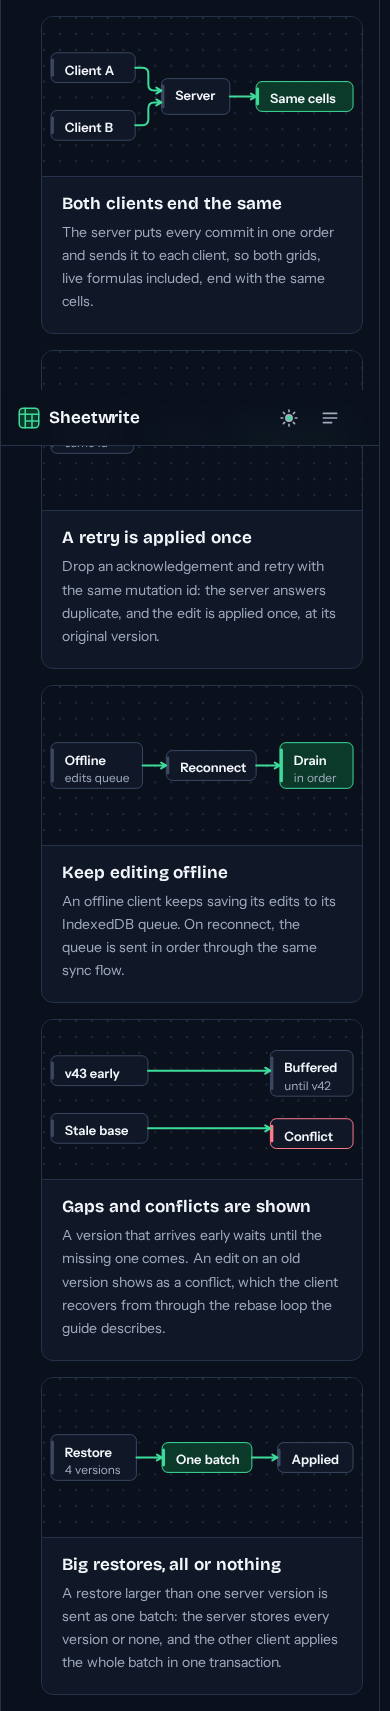 Client A
Client B
Server
Same cells
Both clients end the same
The server puts every commit in one order
and sends it to each client, so both grids,
live formulas included, end with the same
cells.
Sheetwrite
A retry is applied once
Drop an acknowledgement and retry with
the same mutation id: the server answers
duplicate, and the edit is applied once, at its
original version.
Offline
edits queue
Reconnect
Drain
in order
Keep editing offline
An offline client keeps saving its edits to its
IndexedDB queue. On reconnect, the
queue is sent in order through the same
sync flow.
v43 early
Buffered
until v42
Stale base
Conflict
Gaps and conflicts are shown
A version that arrives early waits until the
missing one comes. An edit on an old
version shows as a conflict, which the client
recovers from through the rebase loop the
guide describes.
Restore
4 versions
One batch
Applied
Big restores, all or nothing
A restore larger than one server version is
sent as one batch: the server stores every
version or none, and the other client applies
the whole batch in one transaction.